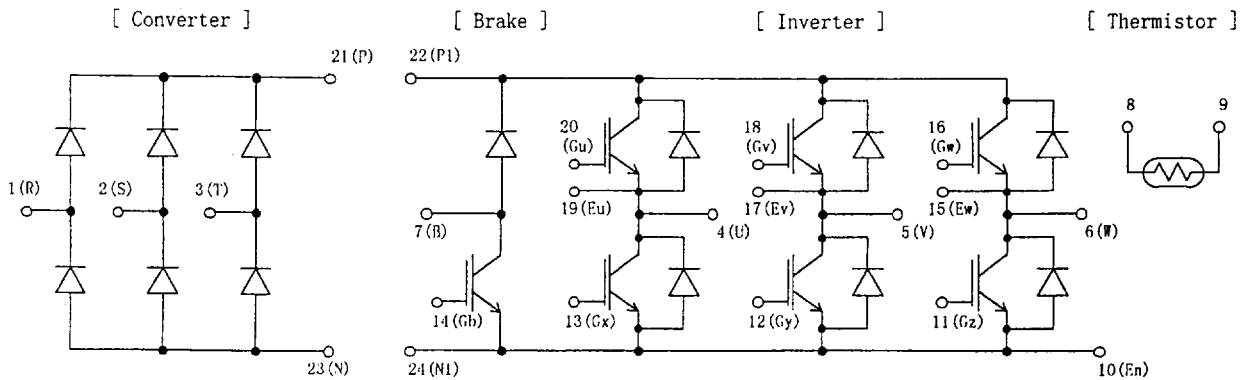 [ Converter ]
[ Brake ]
[ Inverter ]
[ Thermistor ]
21(P)
22(P1)
20
(Gu)
18
(Gv)
16
(Gw)
8
9
1(R)
2(S)
3(T)
19(Eu)
17(Ev)
15(Ew)
7(B)
4(U)
5(V)
6(W)
14(Gb)
13(Gx)
12(Gy)
11(Gz)
23(N)
24(N1)
10(En)